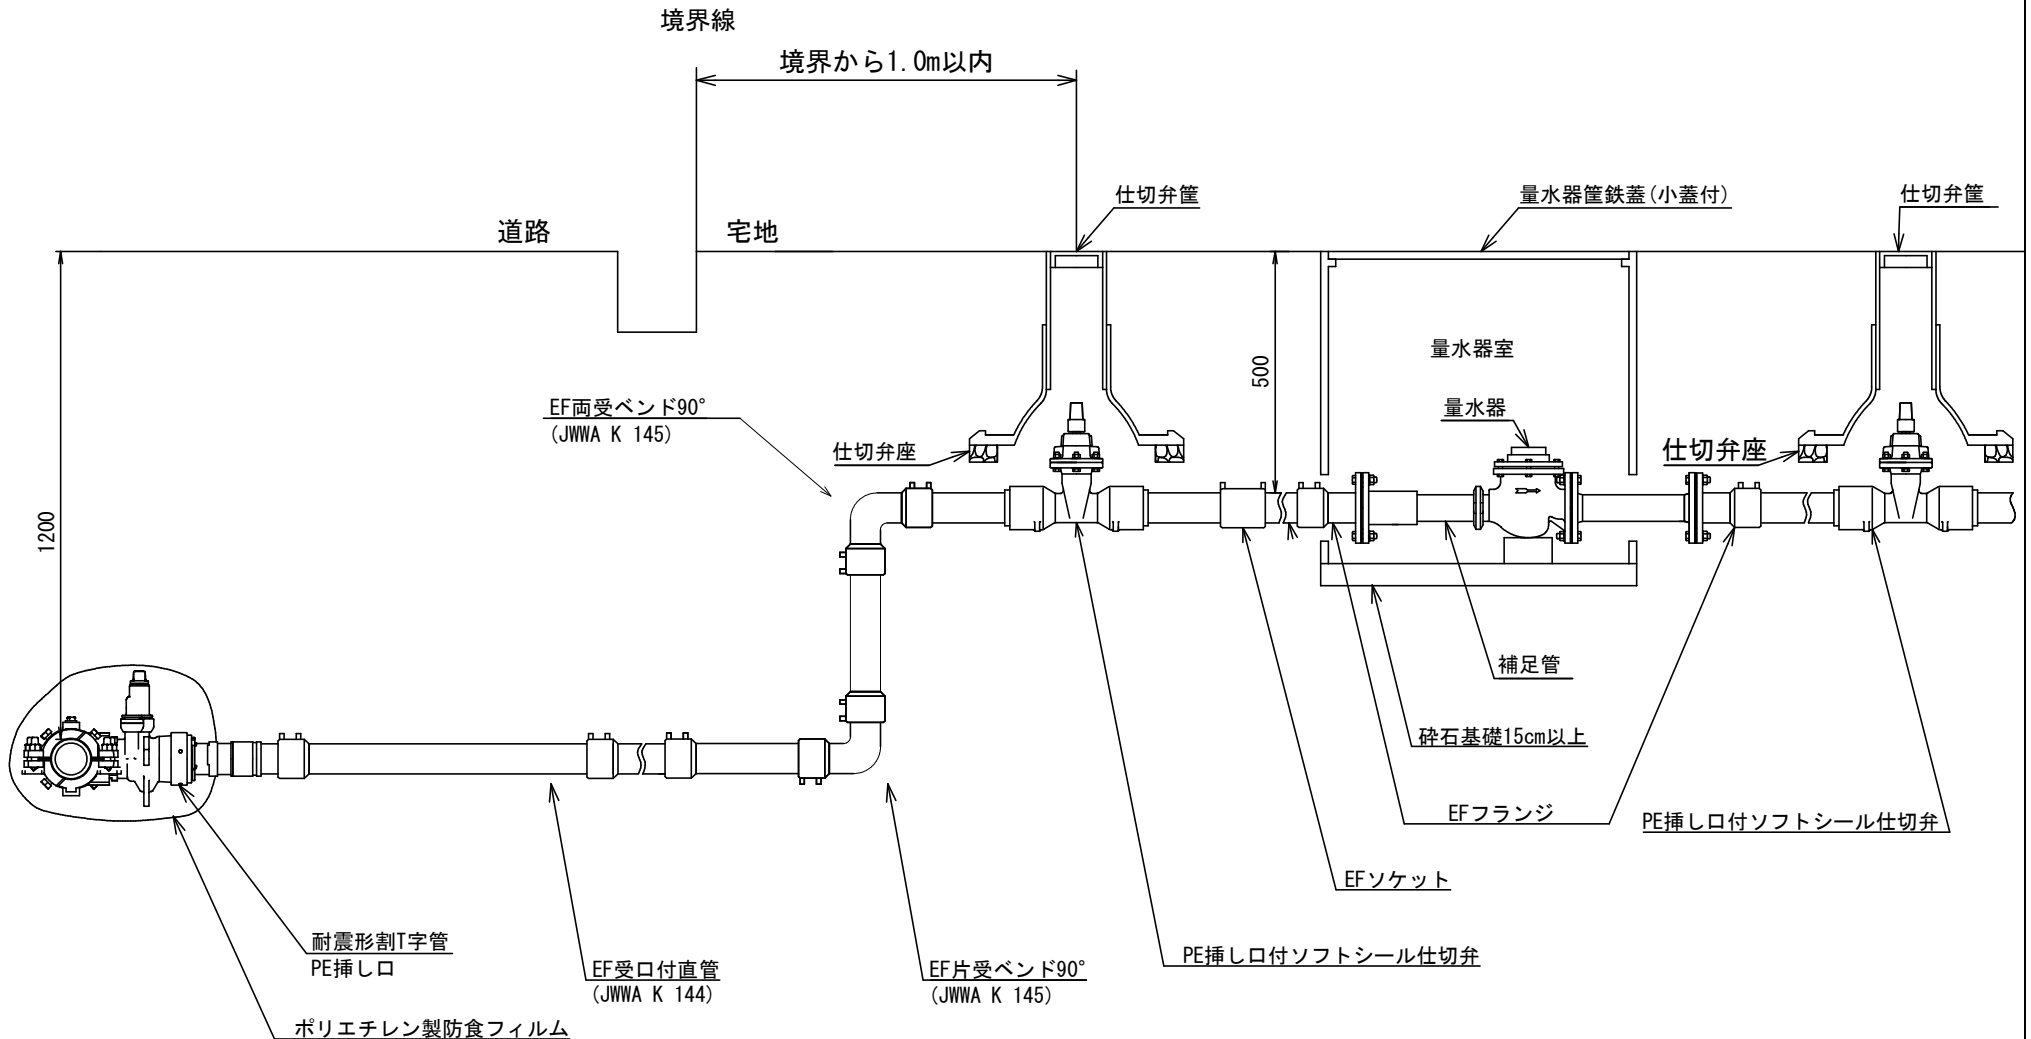 境界線
境界から1.0m以内
仕切弁筐
量水器筐鉄蓋(小蓋付)
仕切弁筐
道路
宅地
量水器室
500
EF両受ベンド90°
(JWWA K 145)
量水器
仕切弁座
仕切弁座
1200
補足管
砕石基礎15cm以上
EFフランジ
PE挿し口付ソフトシール仕切弁
EFソケット
耐震形割T字管
PE挿し口
EF受口付直管
(JWWA K 144)
EF片受ベンド90°
(JWWA K 145)
PE挿し口付ソフトシール仕切弁
ポリエチレン製防食フィルム